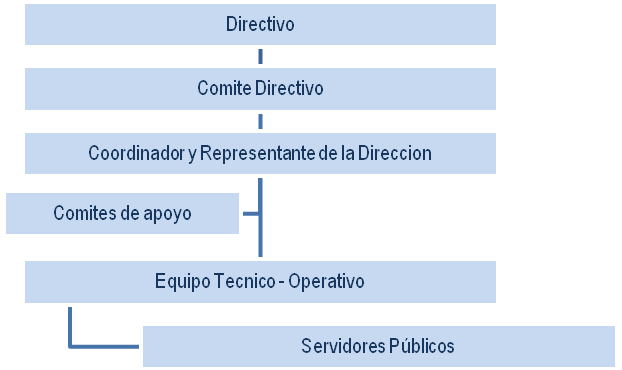 Directivo
Comite Directivo
Coordinador y Representante de la Direccion
Comites de apoyo
Equipo Tecnico - Operativo
Servidores Públicos